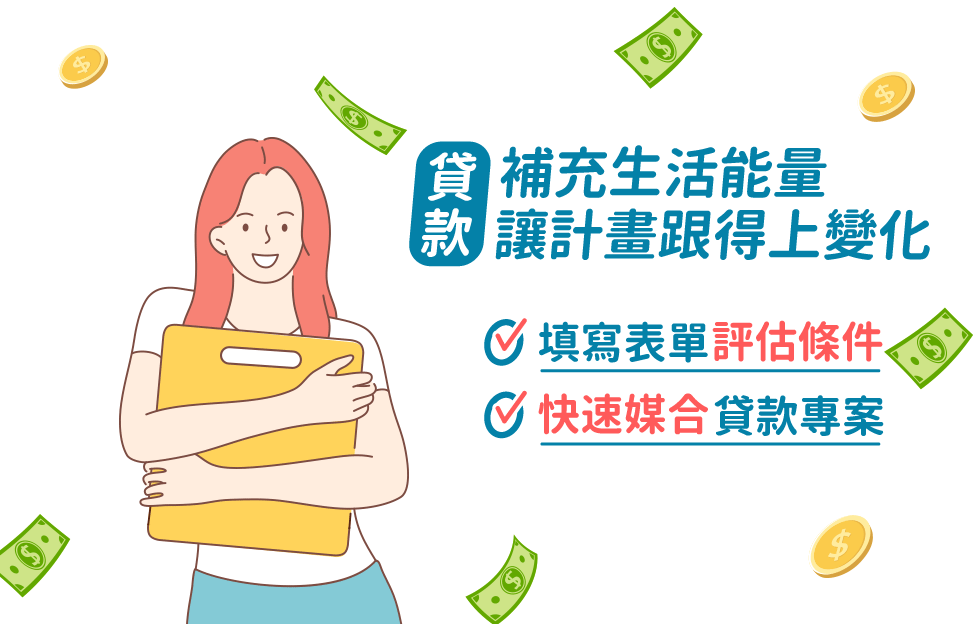 貸款
補充生活能量
讓計畫跟得上變化
填寫表單評估條件
快速媒合貸款專案